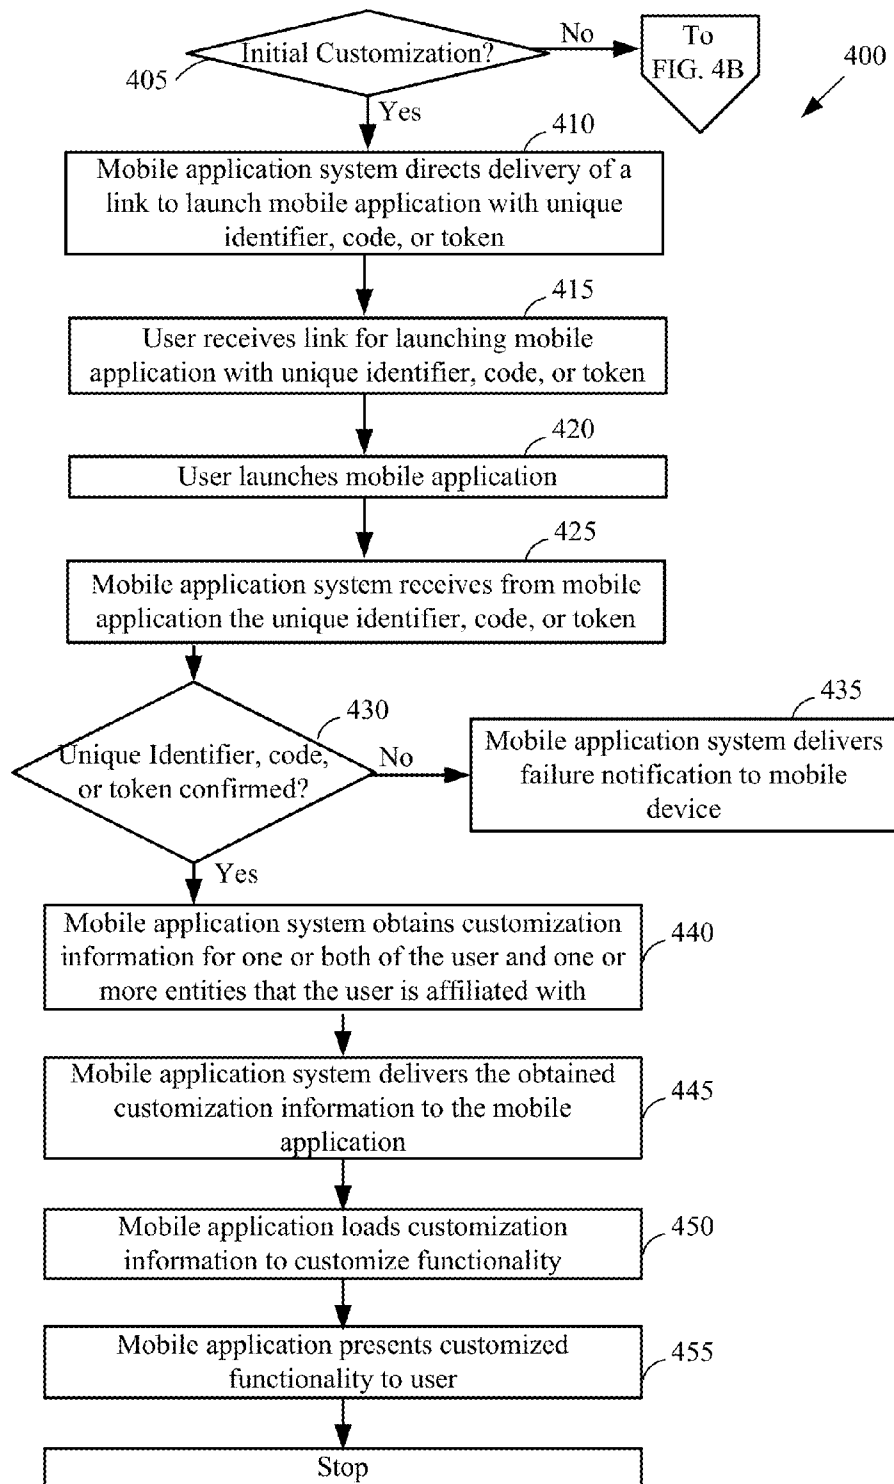 Initial Customization?
No
To
FIG. 4B
400
405
Yes
410
Mobile application system directs delivery of a
link to launch mobile application with unique
identifier, code, or token
415
User receives link for launching mobile
application with unique identifier, code, or token
420
User launches mobile application
425
Mobile application system receives from mobile
application the unique identifier, code, or token
430
Unique Identifier, code,
or token confirmed?
No
435
Mobile application system delivers
failure notification to mobile
device
Yes
Mobile application system obtains customization
information for one or both of the user and one or
more entities that the user is affiliated with
440
Mobile application system delivers the obtained
customization information to the mobile
application
445
Mobile application loads customization
information to customize functionality
450
Mobile application presents customized
functionality to user
455
Stop